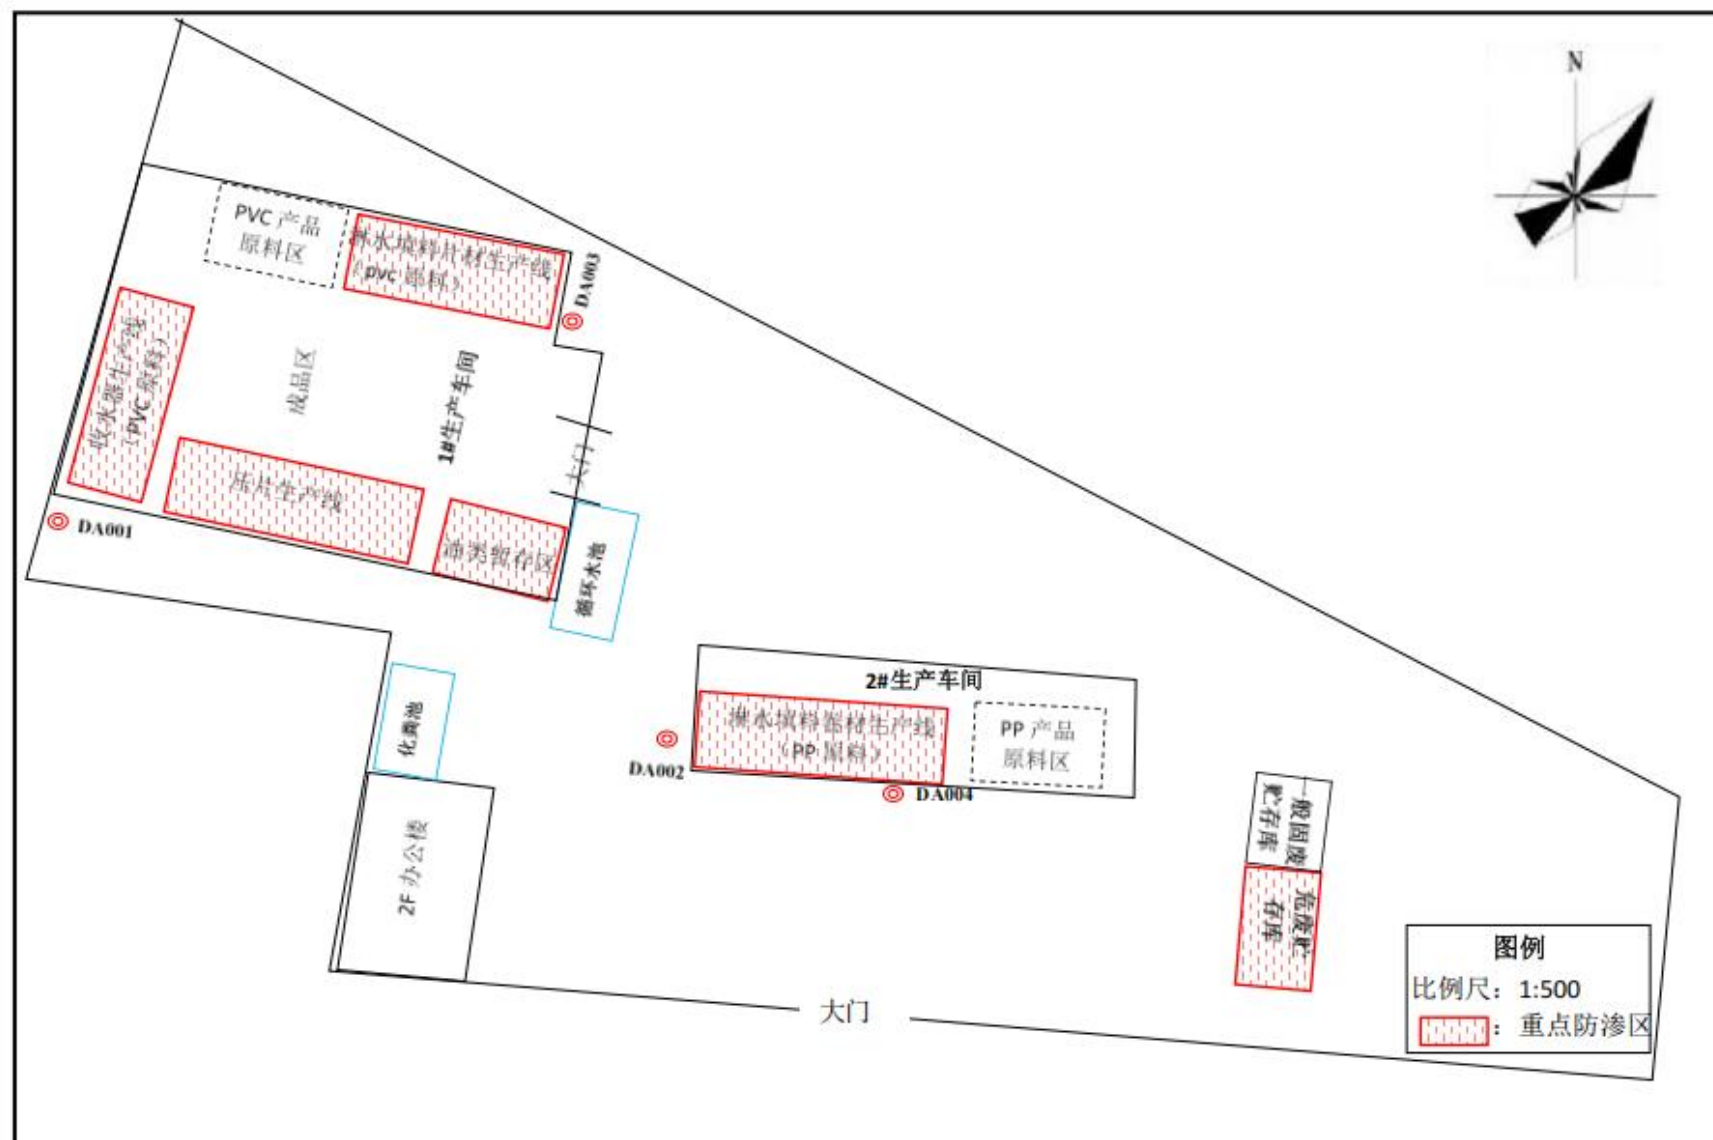 N
PVC 产品
原料区
淋水填料片材生产线
（pvc 原料）
DA003
收水器生产线
（PVC 原料）
成品区
1#生产车间
大门
压片生产线
油类暂存区
循环水池
DA001
化粪池
2#生产车间
淋水填料片材生产线
（PP 原料）
PP 产品
原料区
DA002
DA004
2F 办公楼
一般固废
贮存库
危废贮
存库
大门
图例
比例尺：1:500
：重点防渗区